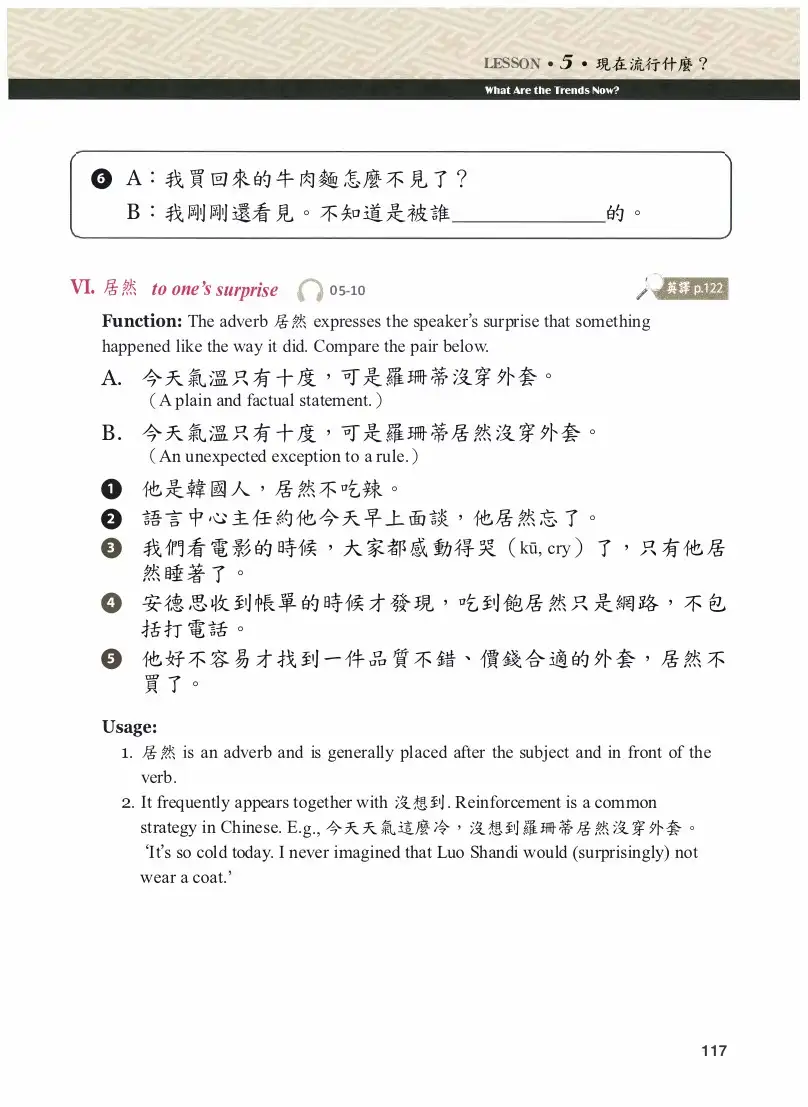 LESSON • 5 • 現在流行什麼？
What Are the Trends Now?
6 A：我買回來的牛肉麵怎麼不見了？
B：我剛剛還看見。不知道是被誰______________的。
VI. 居然 to one's surprise 05-10 英譯 p.122
Function: The adverb 居然 expresses the speaker's surprise that something
happened like the way it did. Compare the pair below.
A. 今天氣溫只有十度，可是羅珊蒂沒穿外套。
（A plain and factual statement.）
B. 今天氣溫只有十度，可是羅珊蒂居然沒穿外套。
（An unexpected exception to a rule.）
1 他是韓國人，居然不吃辣。
2 語言中心主任約他今天早上面談，他居然忘了。
3 我們看電影的時候，大家都感動得哭（kū, cry）了，只有他居
然睡著了。
4 安德思收到帳單的時候才發現，吃到飽居然只是網路，不包
括打電話。
5 他好不容易才找到一件品質不錯、價錢合適的外套，居然不
買了。
Usage:
1. 居然 is an adverb and is generally placed after the subject and in front of the
verb.
2. It frequently appears together with 沒想到. Reinforcement is a common
strategy in Chinese. E.g., 今天天氣這麼冷，沒想到羅珊蒂居然沒穿外套。
‘It's so cold today. I never imagined that Luo Shandi would (surprisingly) not
wear a coat.’
117